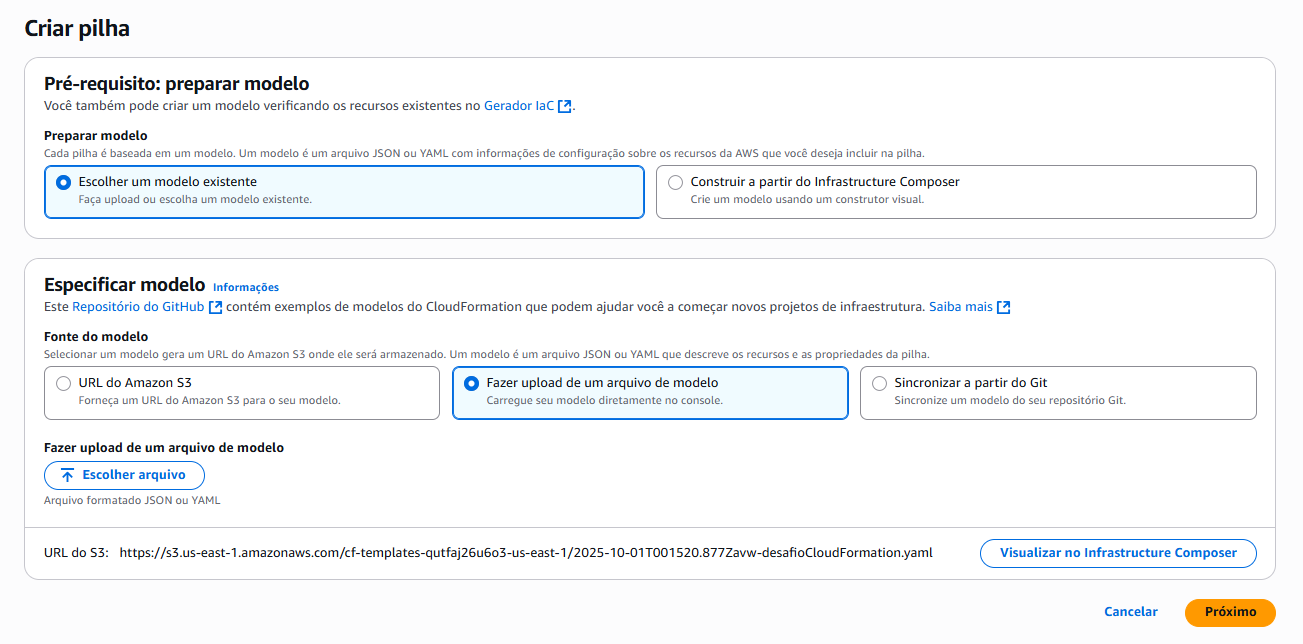 Criar pilha
Pré-requisito: preparar modelo
Você também pode criar um modelo verificando os recursos existentes no Gerador IaC.
Preparar modelo
Cada pilha é baseada em um modelo. Um modelo é um arquivo JSON ou YAML com informações de configuração sobre os recursos da AWS que você deseja incluir na pilha.
Escolher um modelo existente
Faça upload ou escolha um modelo existente.
Construir a partir do Infrastructure Composer
Crie um modelo usando um construtor visual.
Especificar modelo Informações
Este Repositório do GitHub contém exemplos de modelos do CloudFormation que podem ajudar você a começar novos projetos de infraestrutura. Saiba mais
Fonte do modelo
Selecionar um modelo gera um URL do Amazon S3 onde ele será armazenado. Um modelo é um arquivo JSON ou YAML que descreve os recursos e as propriedades da pilha.
URL do Amazon S3
Forneça um URL do Amazon S3 para o seu modelo.
Fazer upload de um arquivo de modelo
Carregue seu modelo diretamente no console.
Sincronizar a partir do Git
Sincronize um modelo do seu repositório Git.
Fazer upload de um arquivo de modelo
Escolher arquivo
Arquivo formatado JSON ou YAML
URL do S3: https://s3.us-east-1.amazonaws.com/cf-templates-qutfaj26u6o3-us-east-1/2025-10-01T001520.877Zavw-desafioCloudFormation.yaml
Visualizar no Infrastructure Composer
Cancelar
Próximo